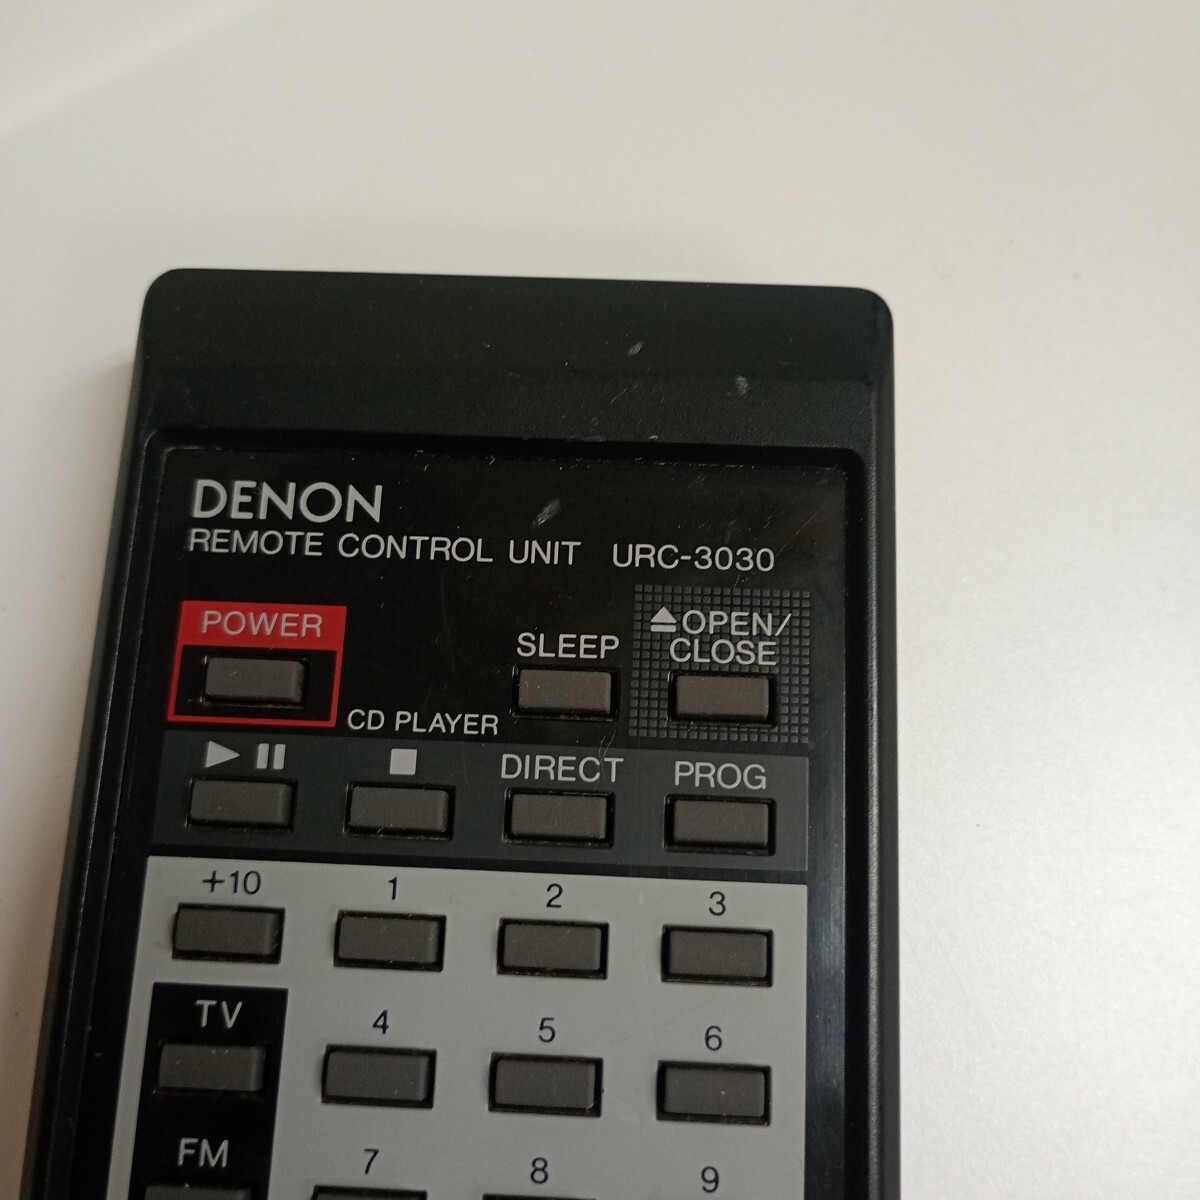 DENON
REMOTE CONTROL UNIT URC-3030
POWER
SLEEP
⏏OPEN/
CLOSE
CD PLAYER
▶ ⏸ ■ DIRECT PROG
+10 1 2 3
TV 4 5 6
FM 7 8 9